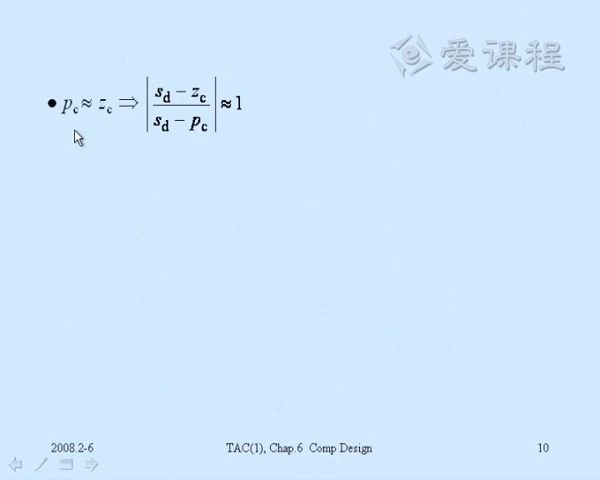 爱课程
● p_c ≈ z_c ⇒ |(s_d − z_c)/(s_d − p_c)| ≈ 1
2008.2-6 TAC(1), Chap.6 Comp Design 10